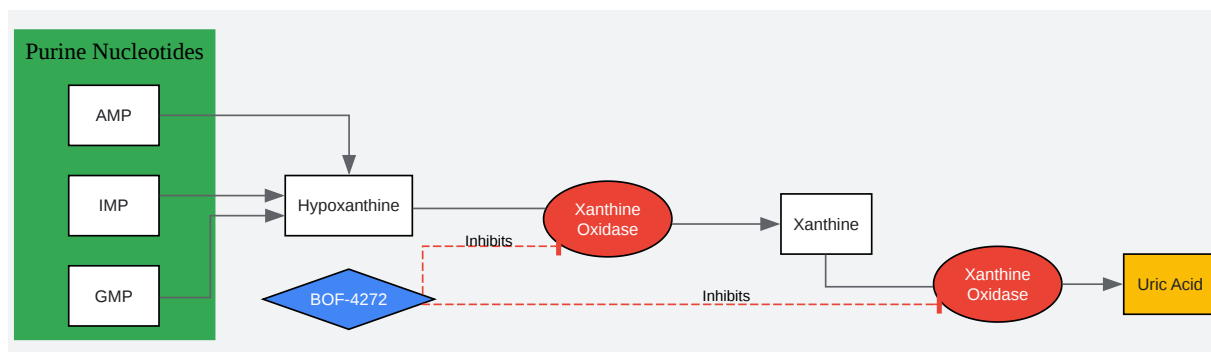 Purine Nucleotides
AMP
IMP
GMP
Hypoxanthine
Xanthine
Oxidase
Inhibits
BOF-4272
Inhibits
Xanthine
Xanthine
Oxidase
Uric Acid